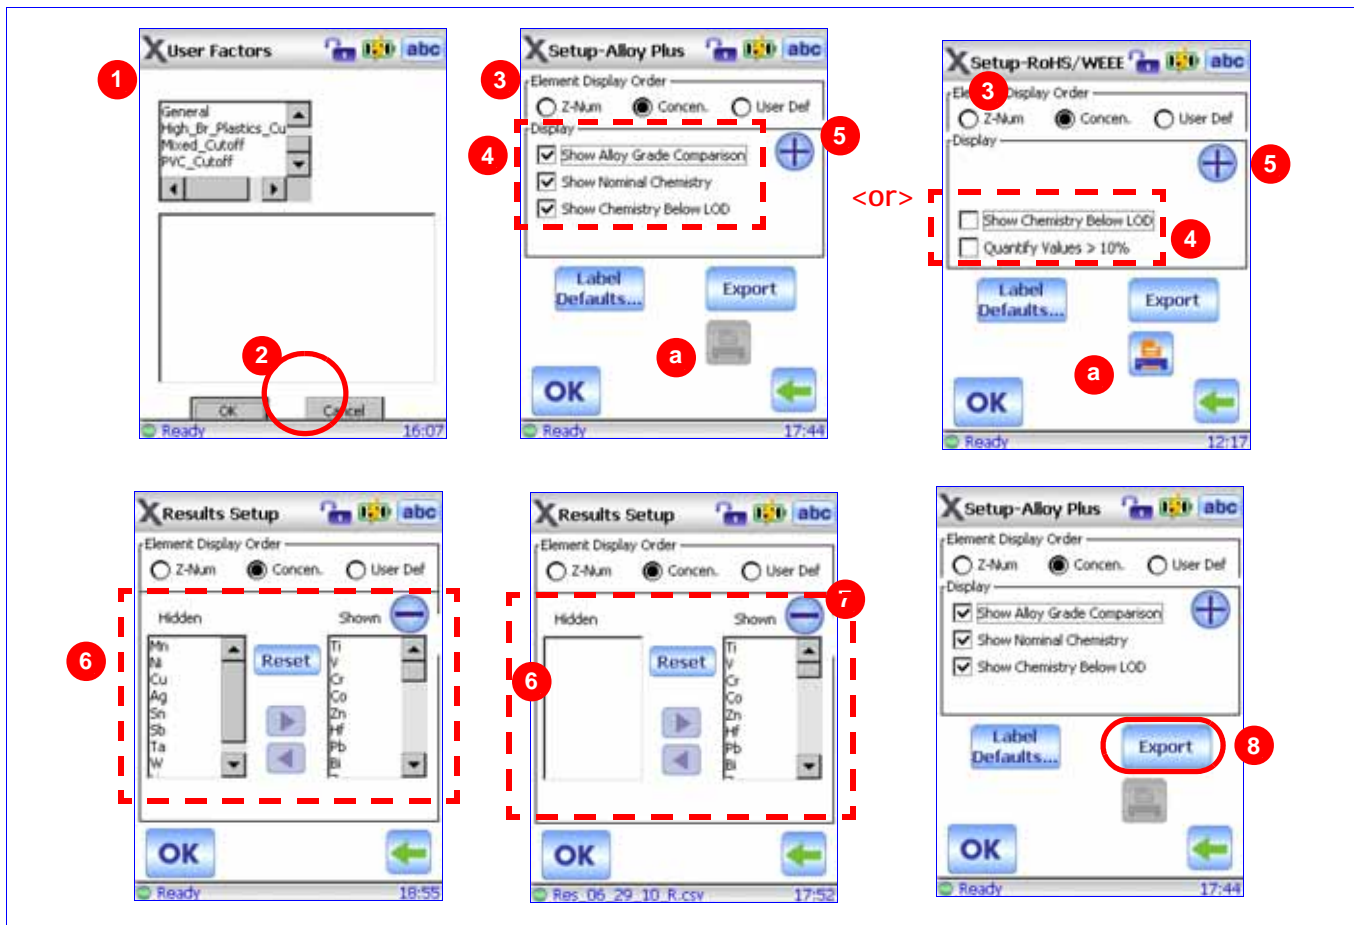 User Factors
abc
1
General
High_Br_Plastics_Cu
Mixed_Cutoff
PVC_Cutoff
2
OK
Cancel
Ready
16:07
Setup-Alloy Plus
abc
3
Element Display Order
Z-Num
Concen.
User Def
Display
4
5
Show Alloy Grade Comparison
Show Nominal Chemistry
Show Chemistry Below LOD
Label Defaults...
Export
a
OK
Ready
17:44
<or>
Setup-RoHS/WEEE
abc
3
Display Order
Z-Num
Concen.
User Def
Display
5
Show Chemistry Below LOD
4
Quantify Values > 10%
Label Defaults...
Export
a
OK
Ready
12:17
Results Setup
abc
Element Display Order
Z-Num
Concen.
User Def
Hidden
Shown
6
Mn
Ni
Cu
Ag
Sn
Sb
Ta
W
Reset
Ti
V
Cr
Co
Zn
Hf
Pb
Bi
OK
Ready
18:55
Results Setup
abc
Element Display Order
Z-Num
Concen.
User Def
7
Hidden
Shown
6
Reset
Ti
V
Cr
Co
Zn
Hf
Pb
Bi
OK
Res_06_29_10_R.csv
17:52
Setup-Alloy Plus
abc
Element Display Order
Z-Num
Concen.
User Def
Display
Show Alloy Grade Comparison
Show Nominal Chemistry
Show Chemistry Below LOD
Label Defaults...
Export
8
OK
Ready
17:44